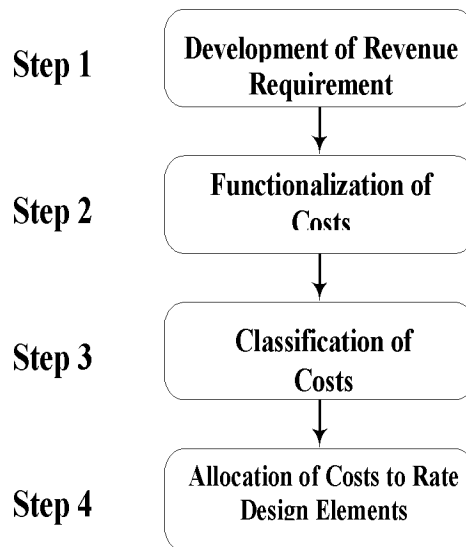 Step 1
Development of Revenue
Requirement
Step 2
Functionalization of
Costs
Step 3
Classification of
Costs
Step 4
Allocation of Costs to Rate
Design Elements